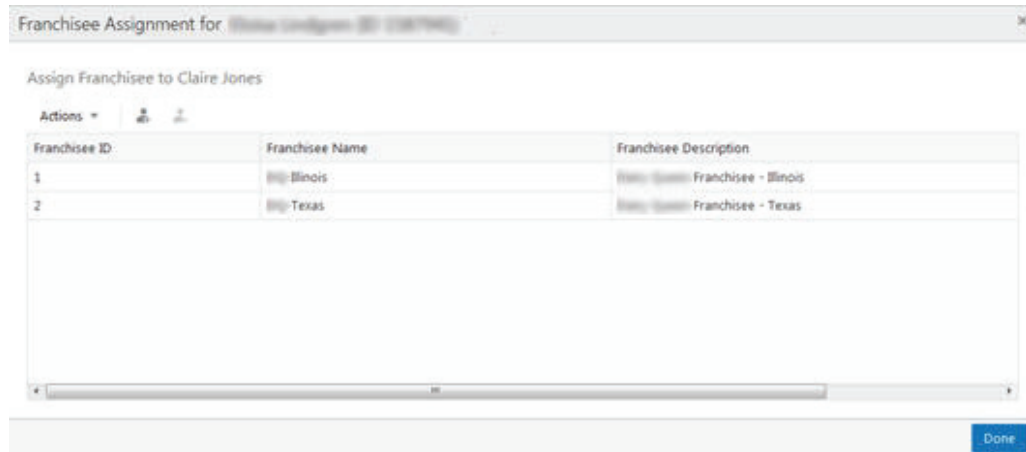 Franchisee Assignment for
Assign Franchisee to Claire Jones
Actions
Franchisee ID Franchisee Name Franchisee Description
1 Illinois Franchisee - Illinois
2 Texas Franchisee - Texas
Done